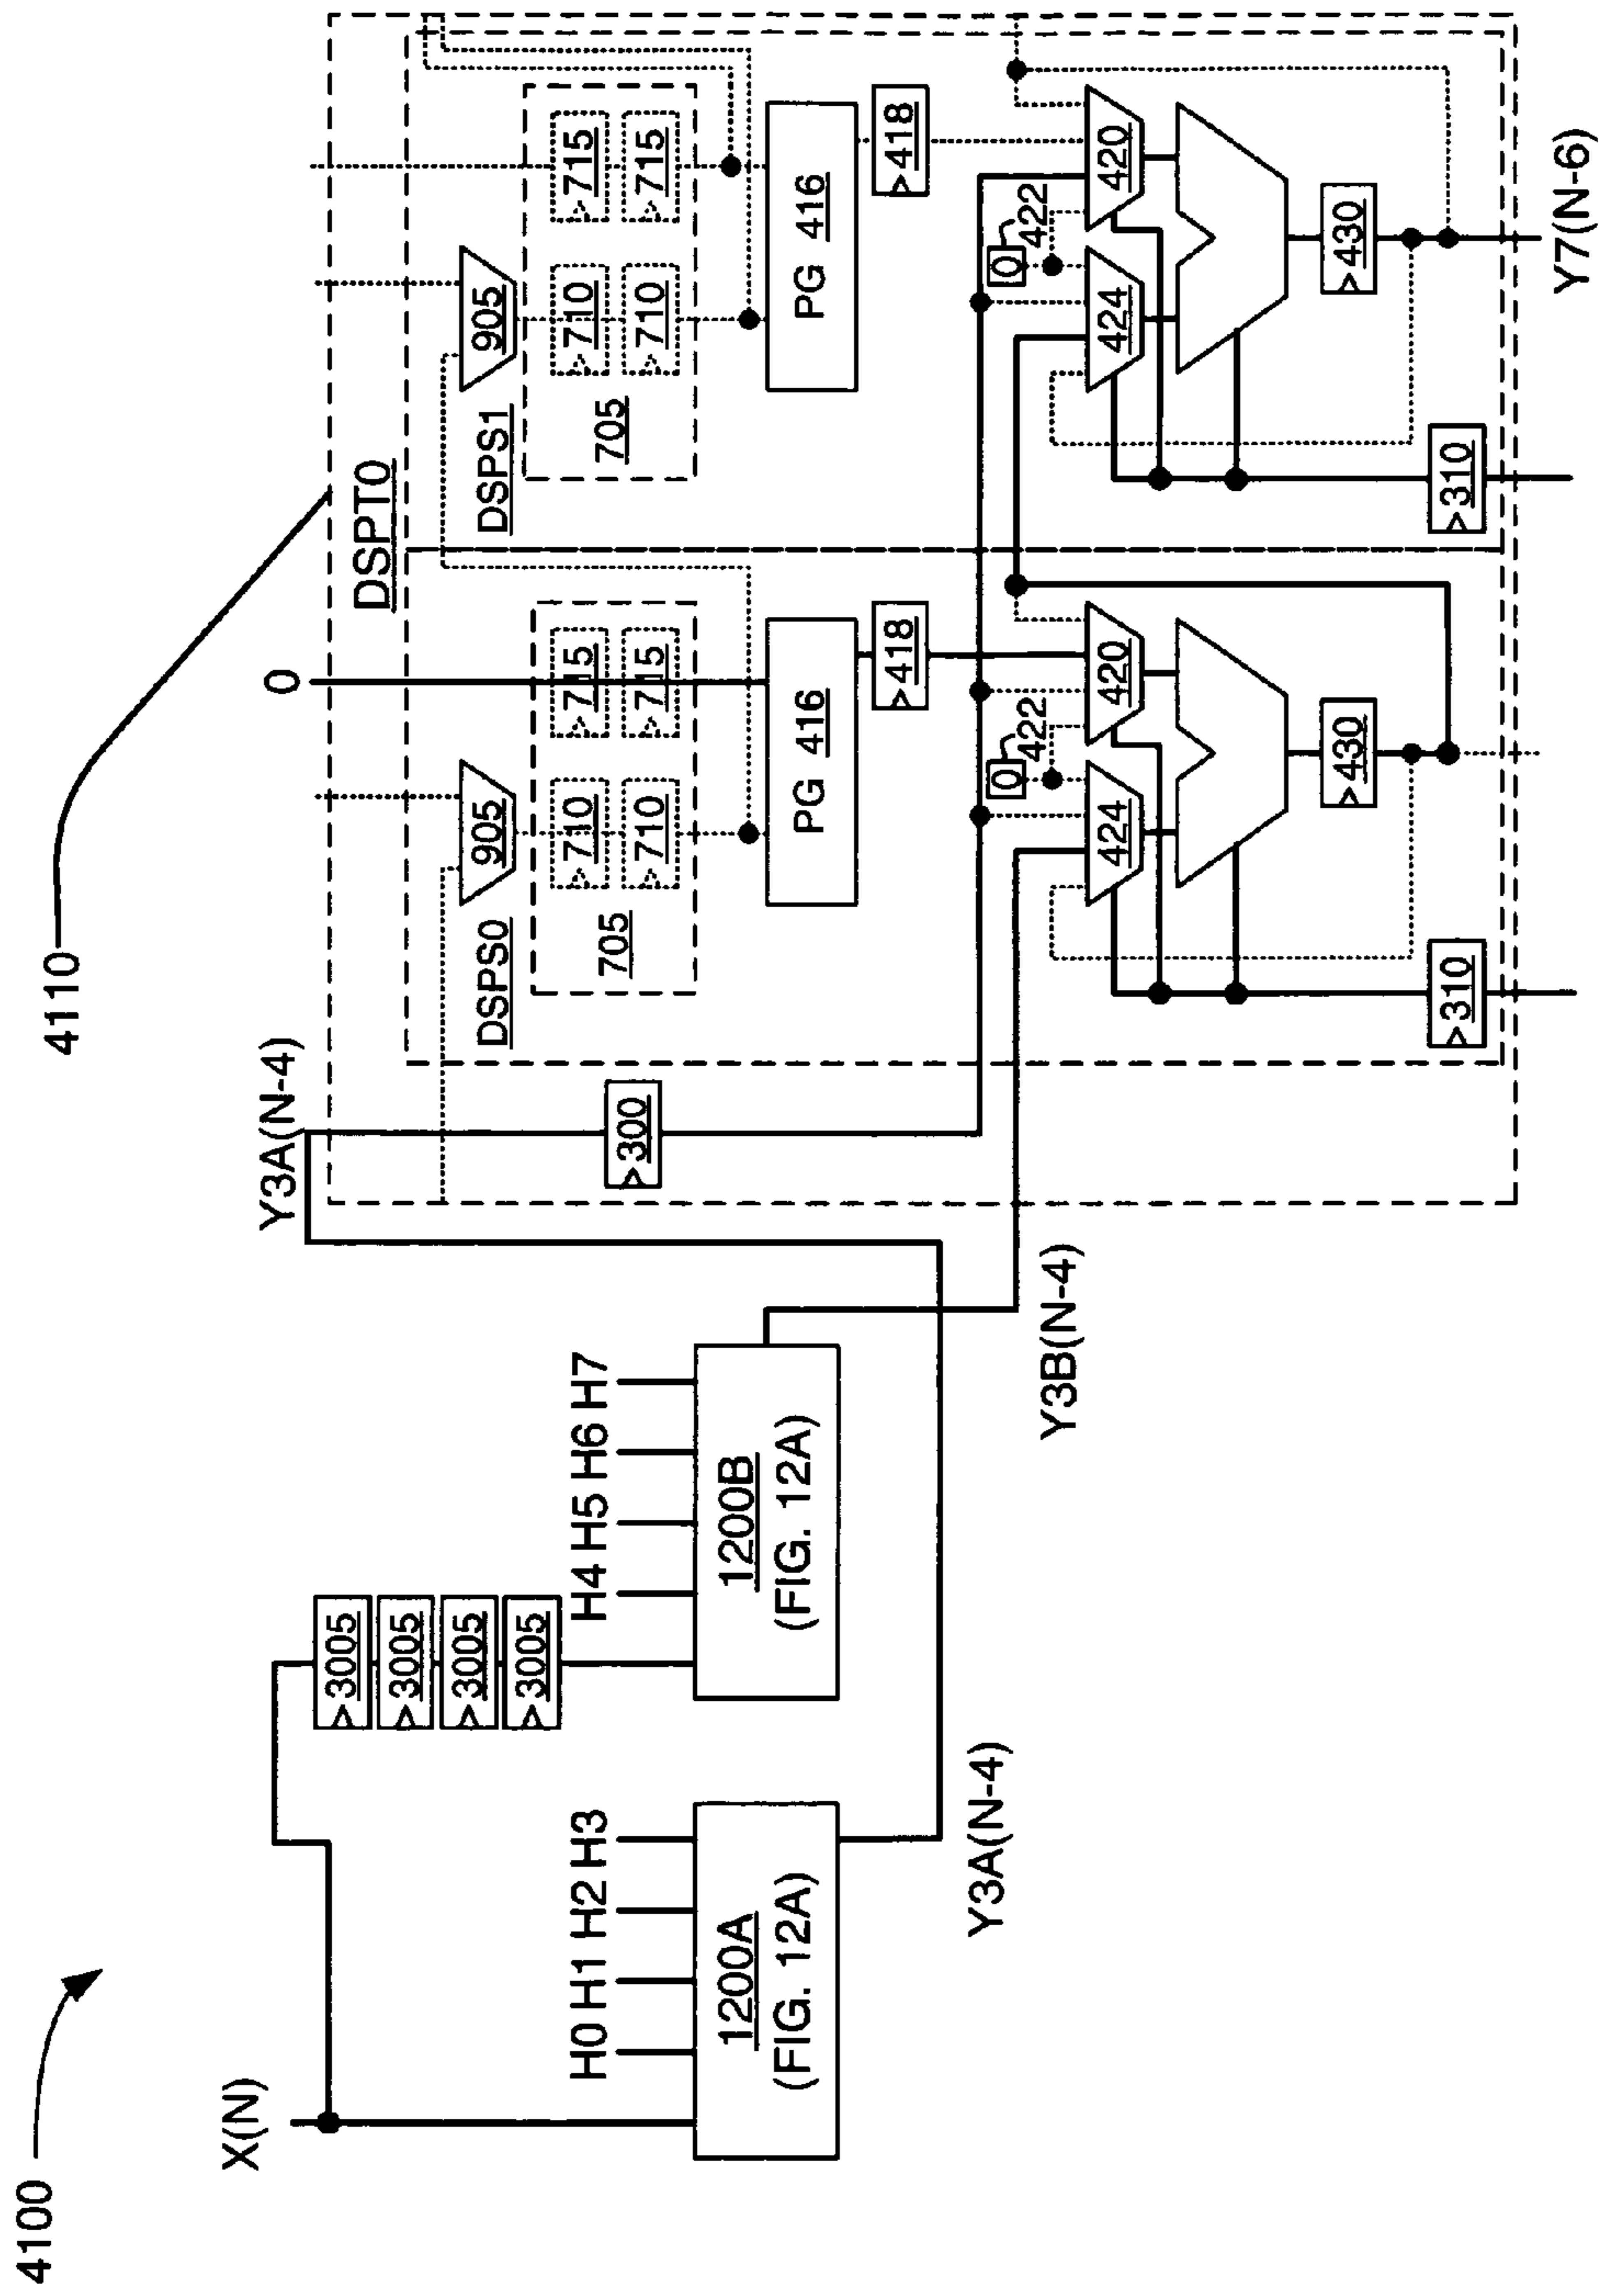 4100
4110
X(N)
H0 H1 H2 H3
1200A
(FIG. 12A)
Y3A(N-4)
>3005
>3005
>3005
>3005
H4 H5 H6 H7
1200B
(FIG. 12A)
Y3B(N-4)
Y3A(N-4)
>300
DSPT0
0
DSPS0
905
705
>710
>710
>715
>715
PG 416
>418
0
422
424
420
>430
>310
DSPS1
905
705
>710
>710
>715
>715
PG 416
>418
0
422
424
420
>430
>310
Y7(N-6)